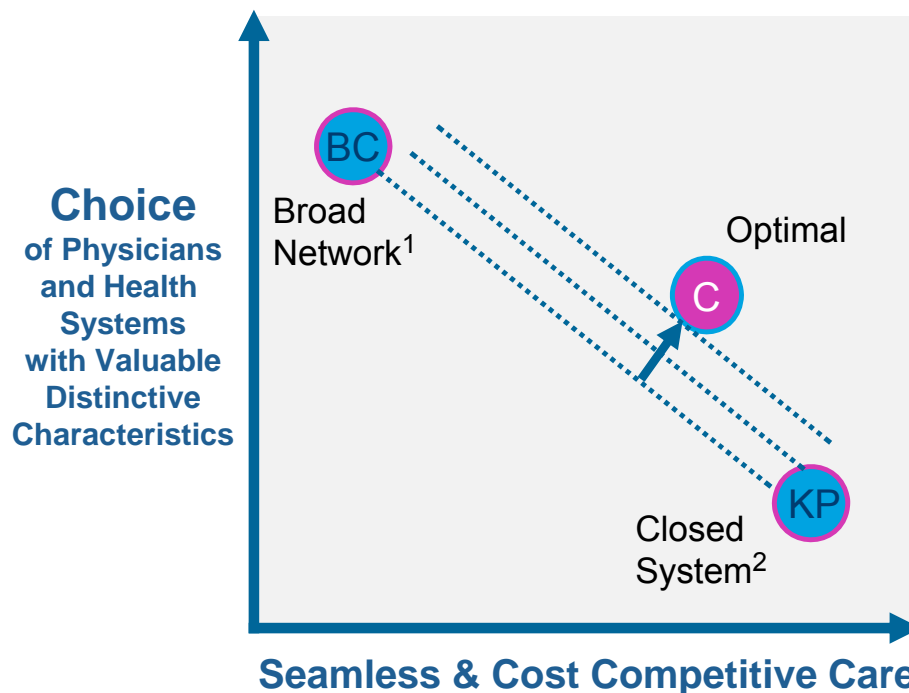 Choice
of Physicians
and Health
Systems
with Valuable
Distinctive
Characteristics
BC
Broad
Network¹
Optimal
C
KP
Closed
System²
Seamless & Cost Competitive Care